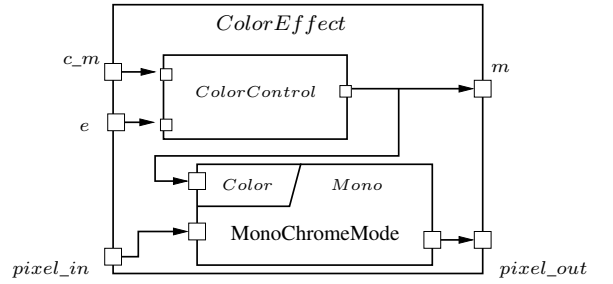 ColorEffect
c_m
m
ColorControl
e
Color Mono
MonoChromeMode
pixel_in
pixel_out